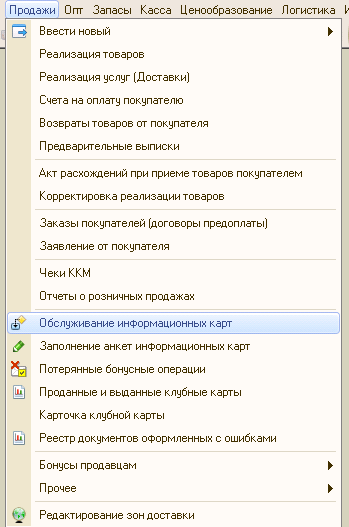 Продажи Опт Запасы Касса Ценообразование Логистика И
Ввести новый
Реализация товаров
Реализация услуг (Доставки)
Счета на оплату покупателю
Возвраты товаров от покупателя
Предварительные выписки
Акт расхождений при приеме товаров покупателем
Корректировка реализации товаров
Заказы покупателей (договоры предоплаты)
Заявление от покупателя
Чеки ККМ
Отчеты о розничных продажах
Обслуживание информационных карт
Заполнение анкет информационных карт
Потерянные бонусные операции
Проданные и выданные клубные карты
Карточка клубной карты
Реестр документов оформленных с ошибками
Бонусы продавцам
Прочее
Редактирование зон доставки